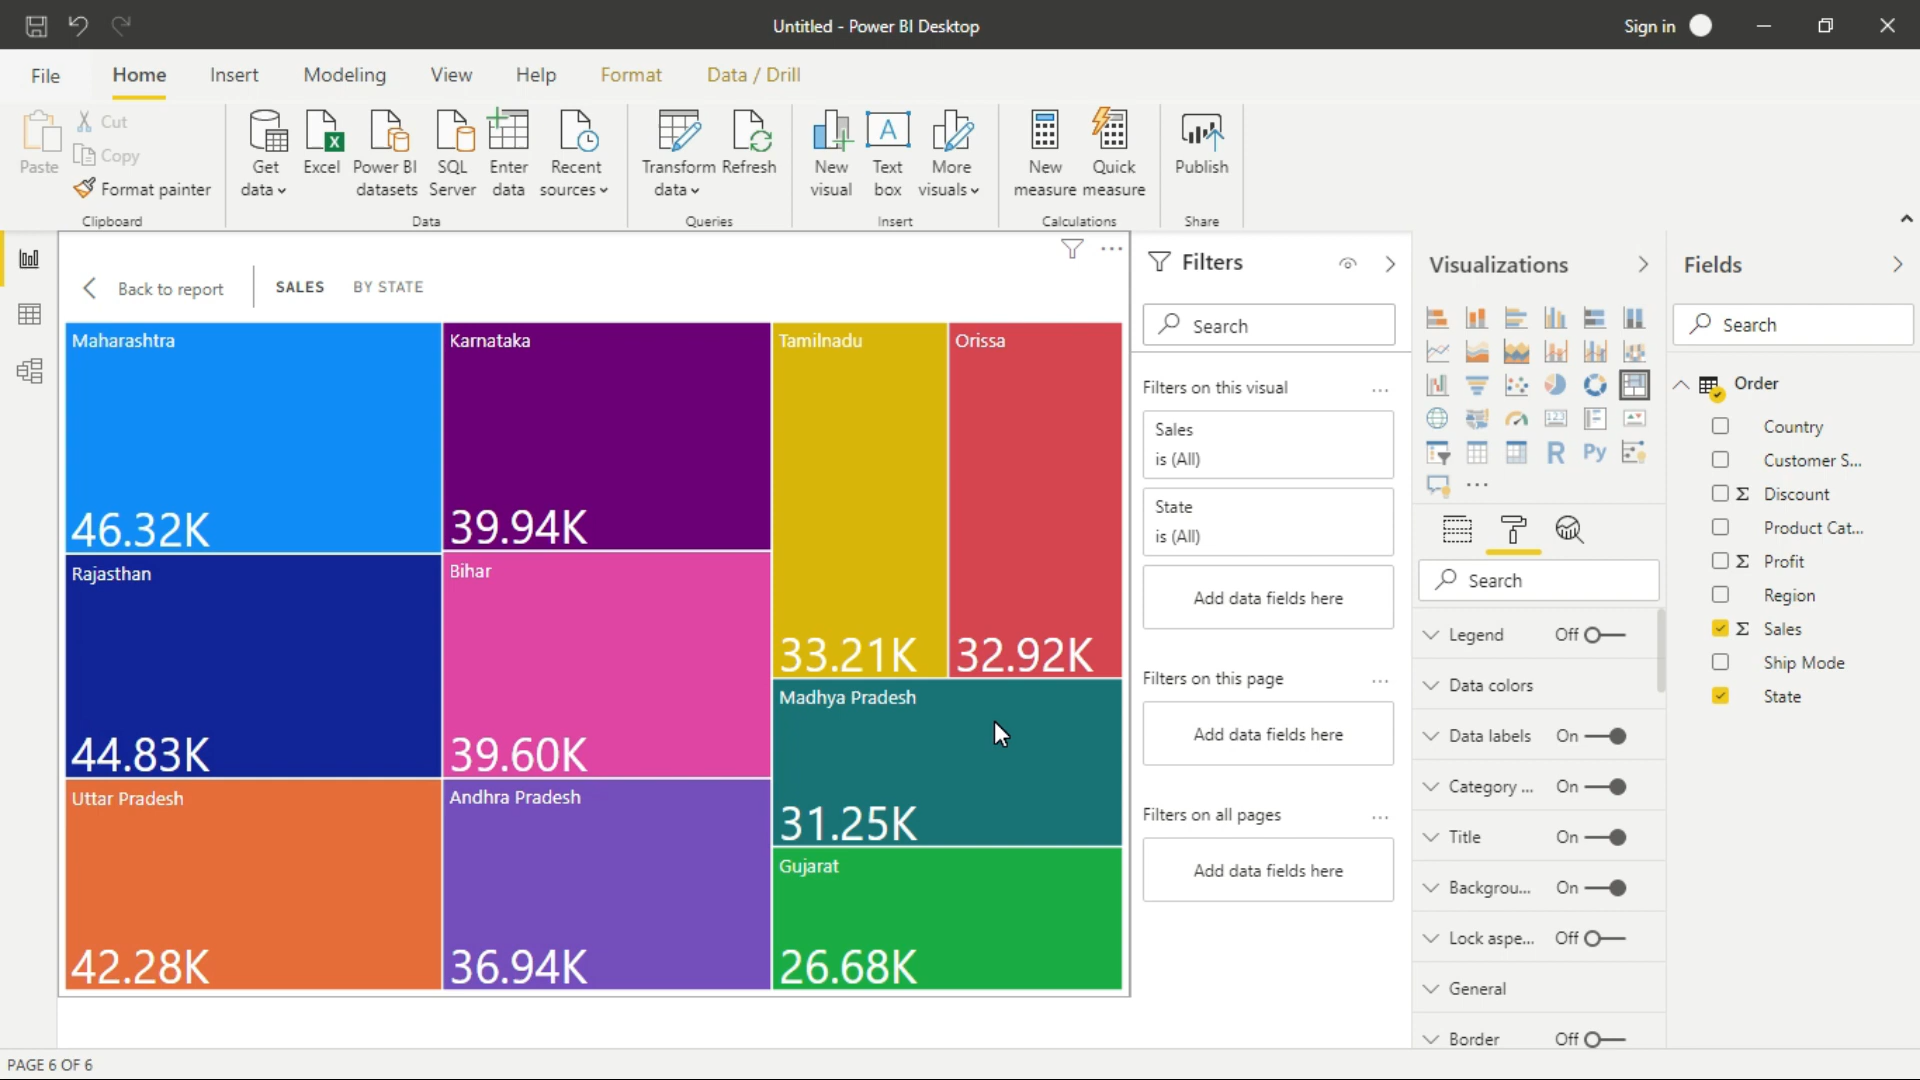 Untitled - Power BI Desktop
Sign in
File
Home
Insert
Modeling
View
Help
Format
Data / Drill
Paste
Cut
Copy
Format painter
Clipboard
Get
data
Excel
Power BI
datasets
SQL
Server
Enter
data
Recent
sources
Data
Transform
data
Refresh
Queries
New
visual
A
Text
box
More
visuals
Insert
New
measure
Quick
measure
Calculations
Publish
Share
Back to report
SALES BY STATE
Maharashtra
46.32K
Rajasthan
44.83K
Uttar Pradesh
42.28K
Karnataka
39.94K
Bihar
39.60K
Andhra Pradesh
36.94K
Tamilnadu
33.21K
Orissa
32.92K
Madhya Pradesh
31.25K
Gujarat
26.68K
Filters
Search
Filters on this visual
Sales
is (All)
State
is (All)
Add data fields here
Filters on this page
Add data fields here
Filters on all pages
Add data fields here
Visualizations
123
R
Py
Search
Legend Off
Data colors
Data labels On
Category ... On
Title On
Backgrou... On
Lock aspe... Off
General
Border Off
Fields
Search
Order
Country
Customer S...
Σ Discount
Product Cat...
Σ Profit
Region
Σ Sales
Ship Mode
State
PAGE 6 OF 6